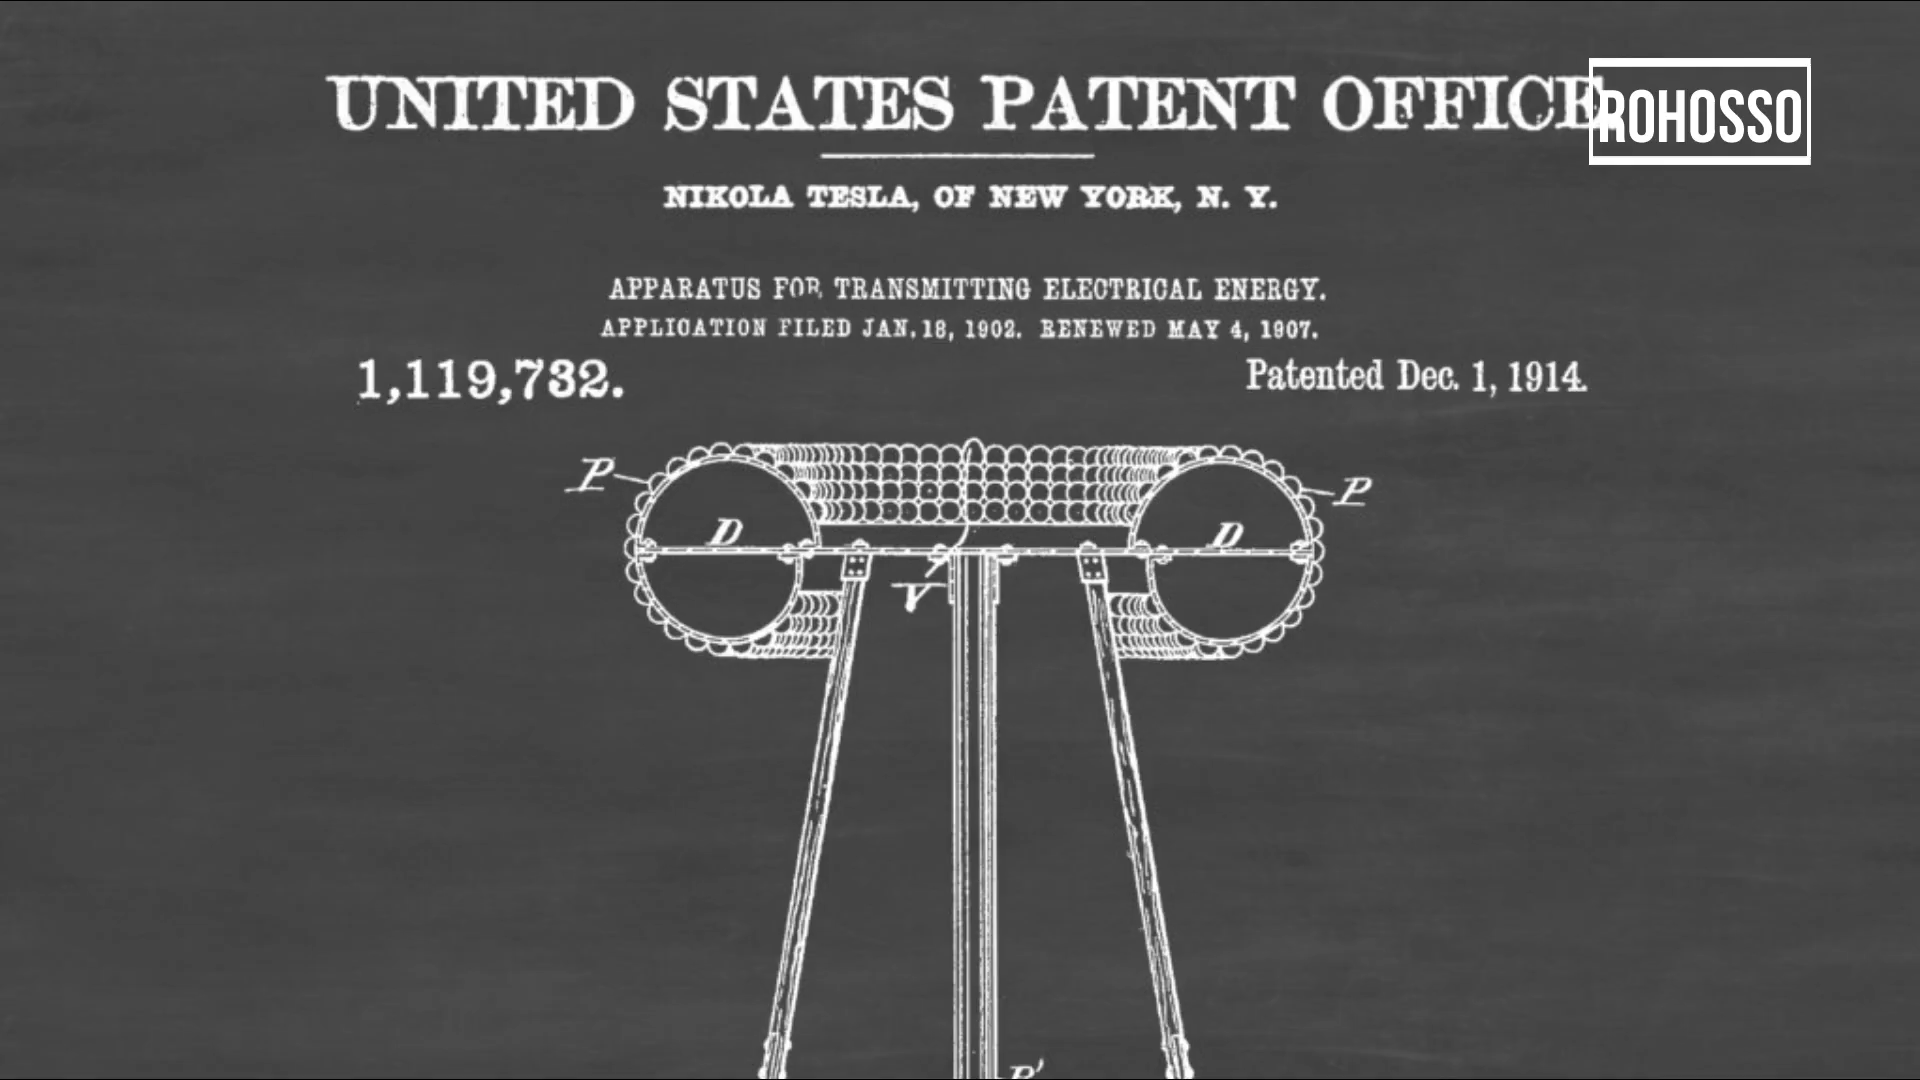 UNITED STATES PATENT OFFICE
ROHOSSO
NIKOLA TESLA, OF NEW YORK, N. Y.
APPARATUS FOR TRANSMITTING ELECTRICAL ENERGY.
APPLICATION FILED JAN. 18, 1902. RENEWED MAY 4, 1907.
1,119,732.
Patented Dec. 1, 1914.
P
P
D
D
V